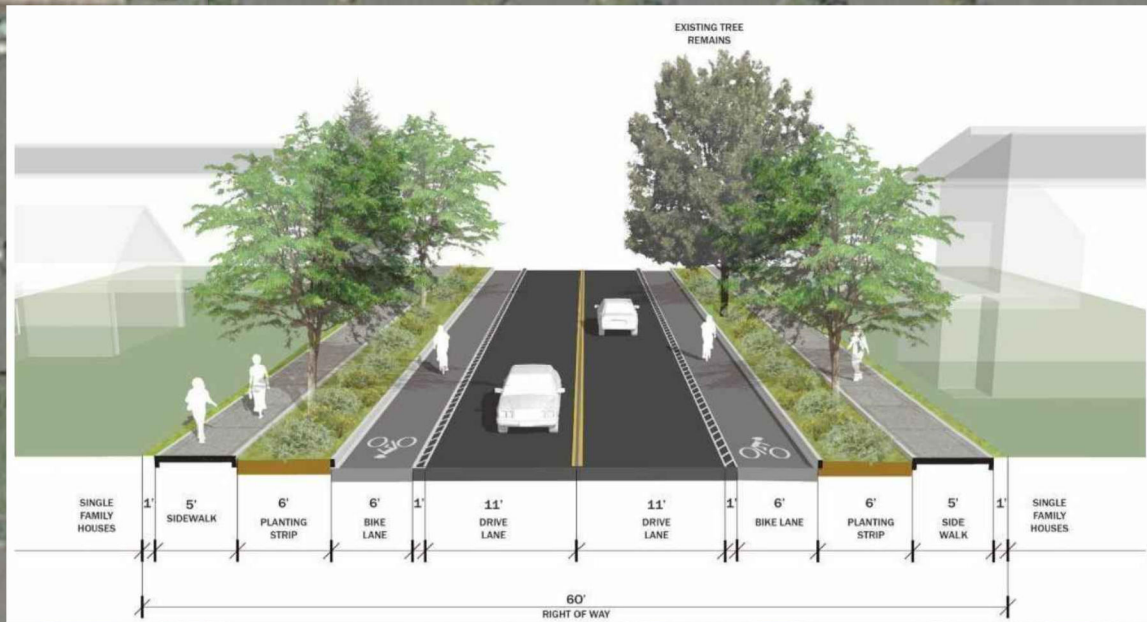 EXISTING TREE
REMAINS
SINGLE
FAMILY
HOUSES
1'
5'
SIDEWALK
6'
PLANTING
STRIP
6'
BIKE
LANE
1'
11'
DRIVE
LANE
11'
DRIVE
LANE
1'
6'
BIKE LANE
6'
PLANTING
STRIP
5'
SIDE
WALK
1'
SINGLE
FAMILY
HOUSES
60'
RIGHT OF WAY